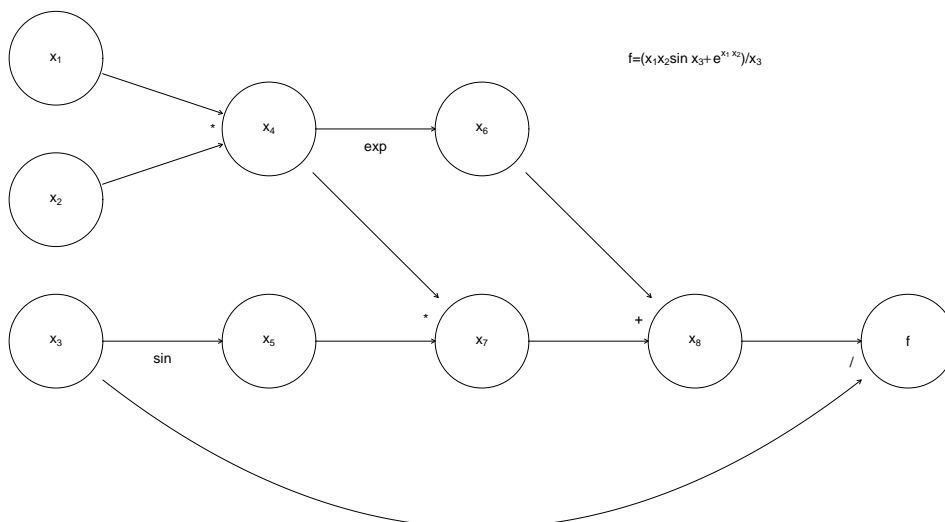 x₁
f=(x₁x₂sin x₃+e^{x₁ x₂})/x₃
*
x₄
exp
x₆
x₂
x₃
sin
x₅
*
x₇
+
x₈
/
f